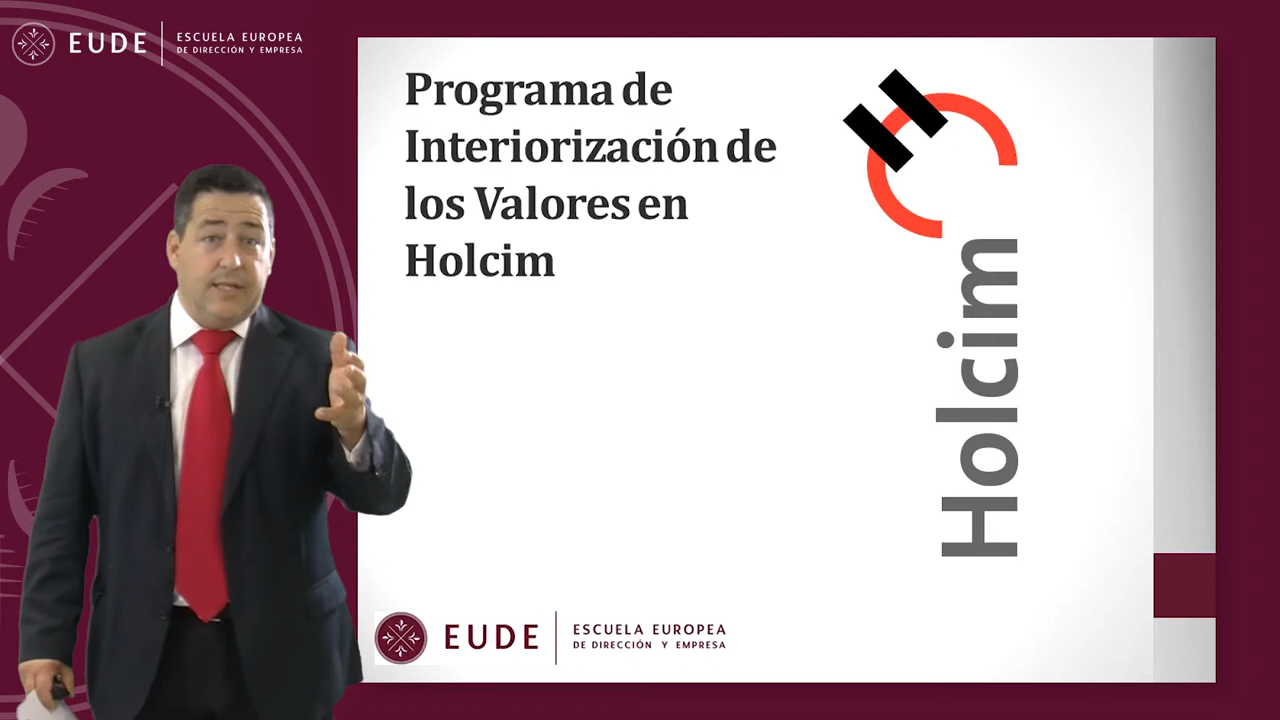 EUDE
ESCUELA EUROPEA
DE DIRECCIÓN Y EMPRESA
Programa de
Interiorización de
los Valores en
Holcim
Holcim
EUDE
ESCUELA EUROPEA
DE DIRECCIÓN Y EMPRESA